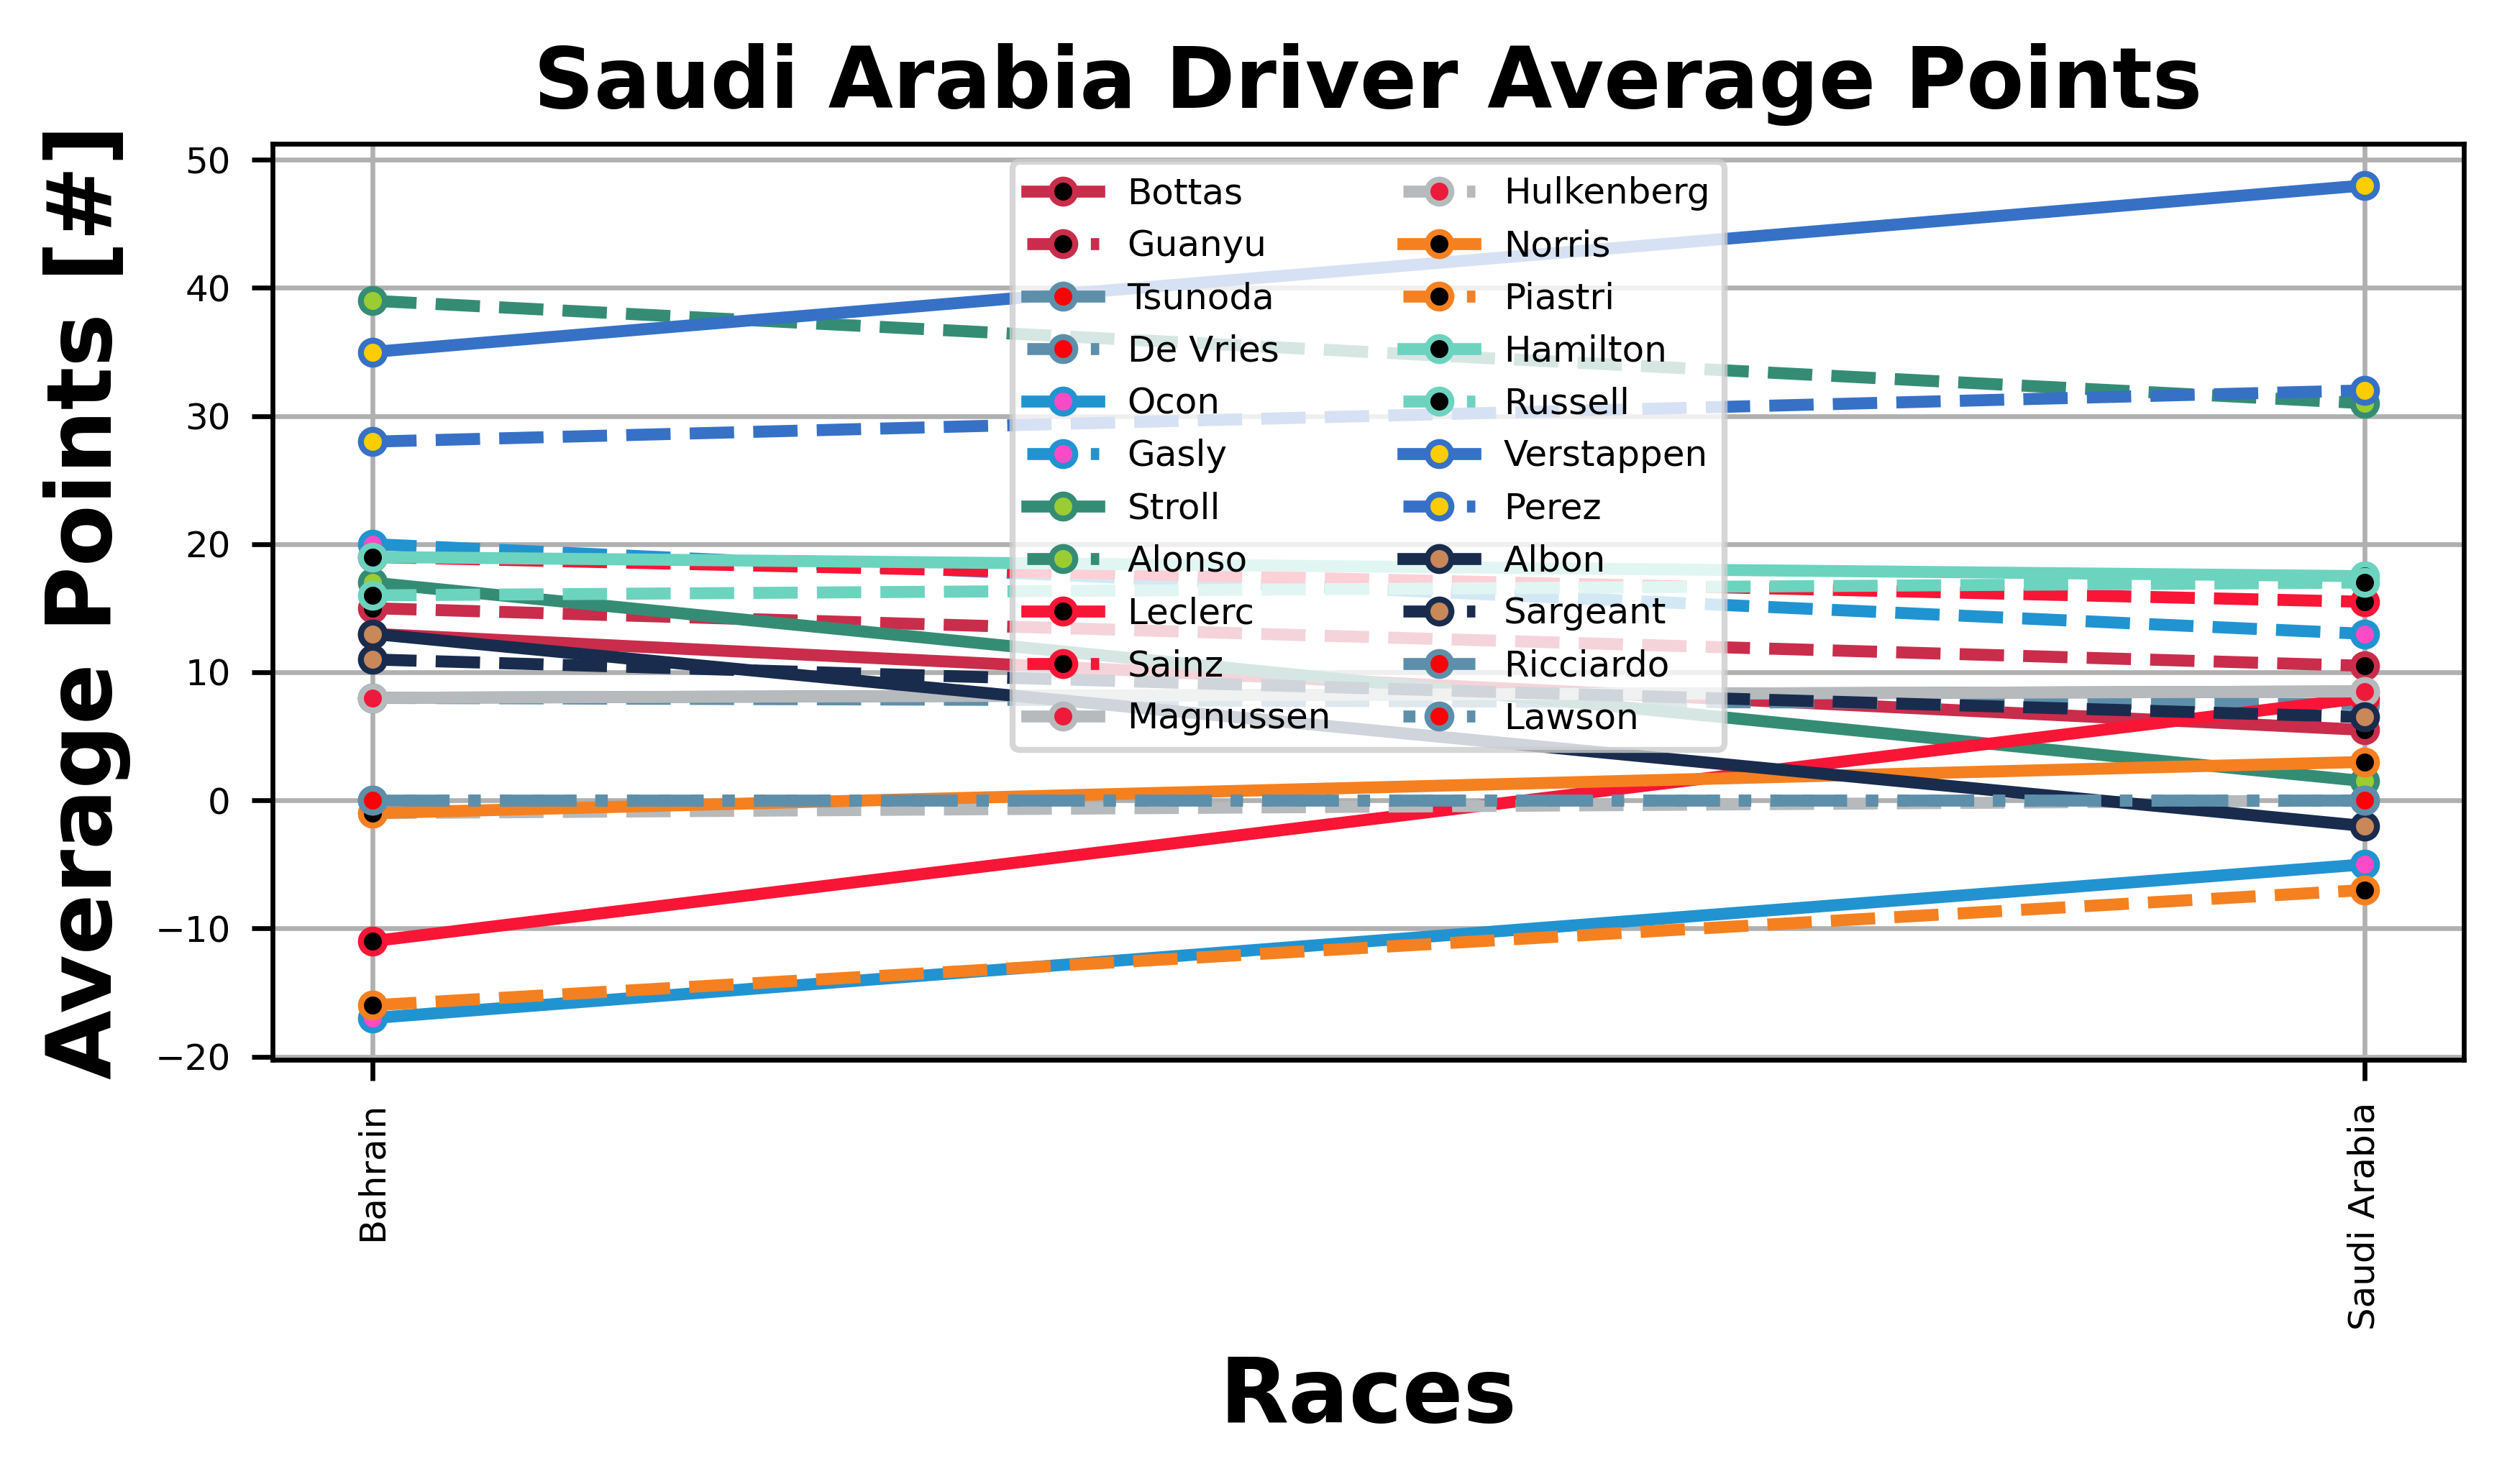 Saudi Arabia Driver Average Points
Average Points [#]
50
40
30
20
10
0
−10
−20
Bottas
Guanyu
Tsunoda
De Vries
Ocon
Gasly
Stroll
Alonso
Leclerc
Sainz
Magnussen
Hulkenberg
Norris
Piastri
Hamilton
Russell
Verstappen
Perez
Albon
Sargeant
Ricciardo
Lawson
Bahrain
Saudi Arabia
Races